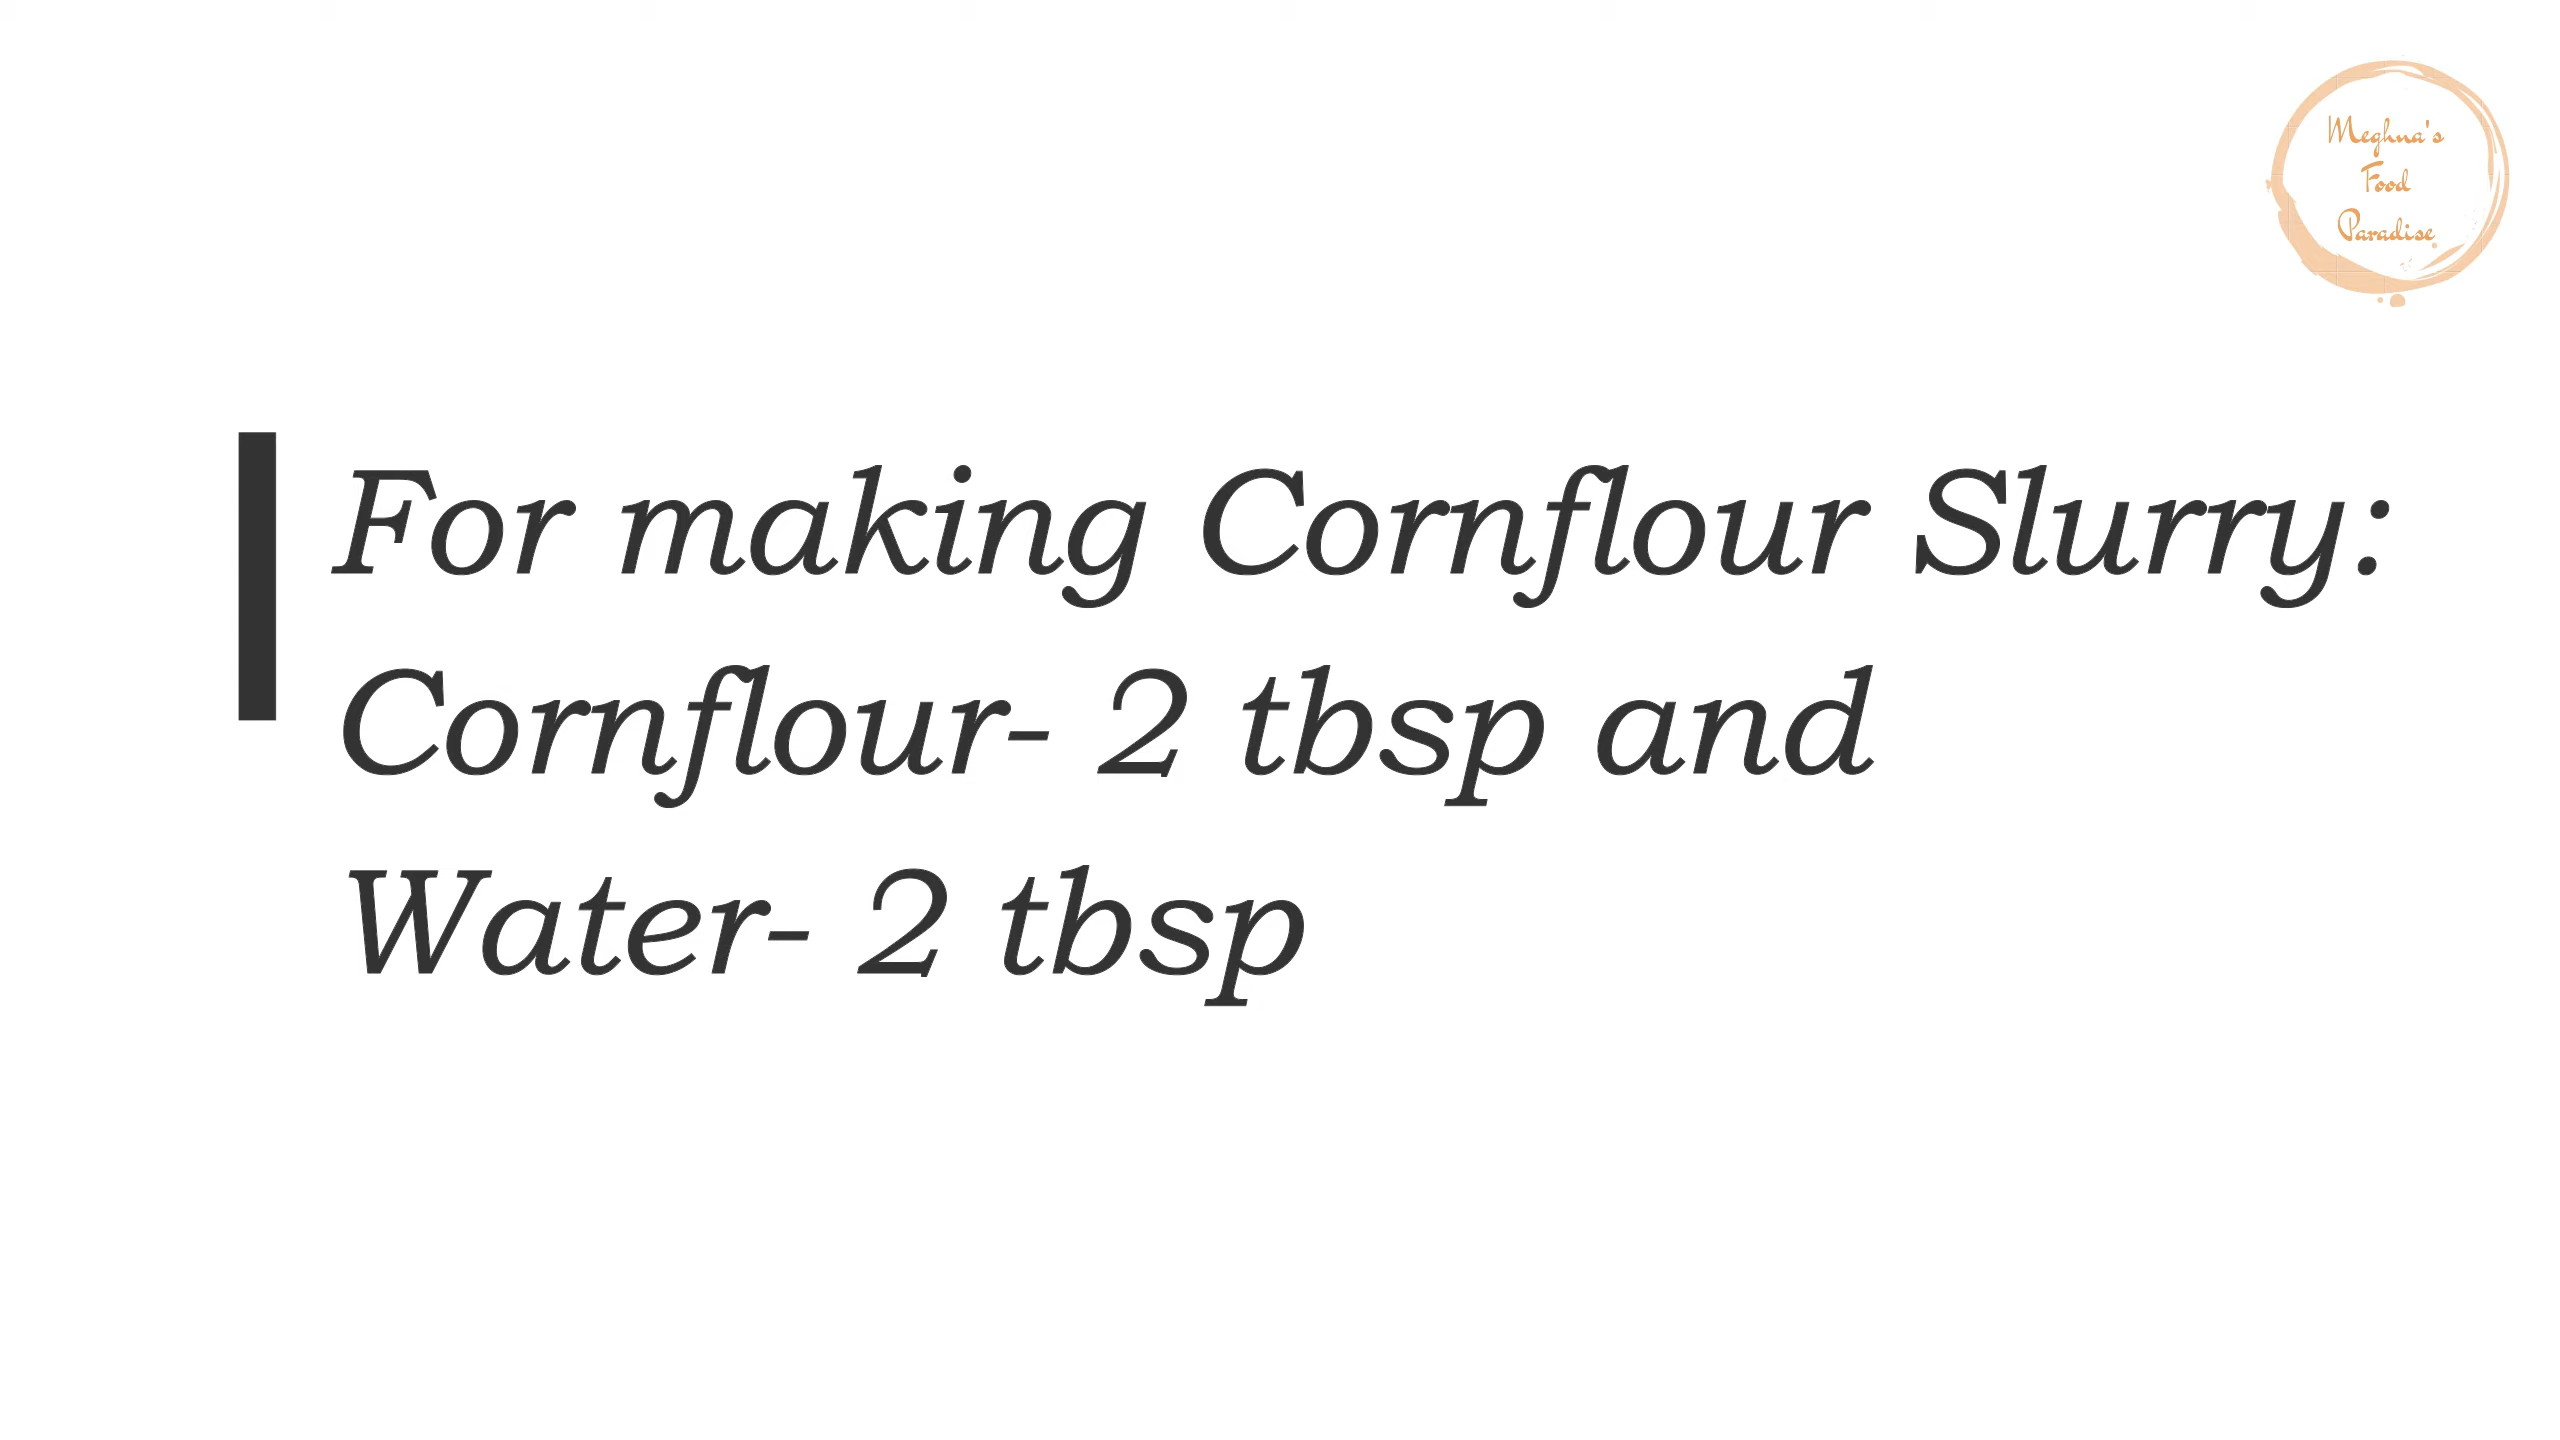 Meghna's
Food
Paradise
For making Cornflour Slurry:
Cornflour- 2 tbsp and
Water- 2 tbsp